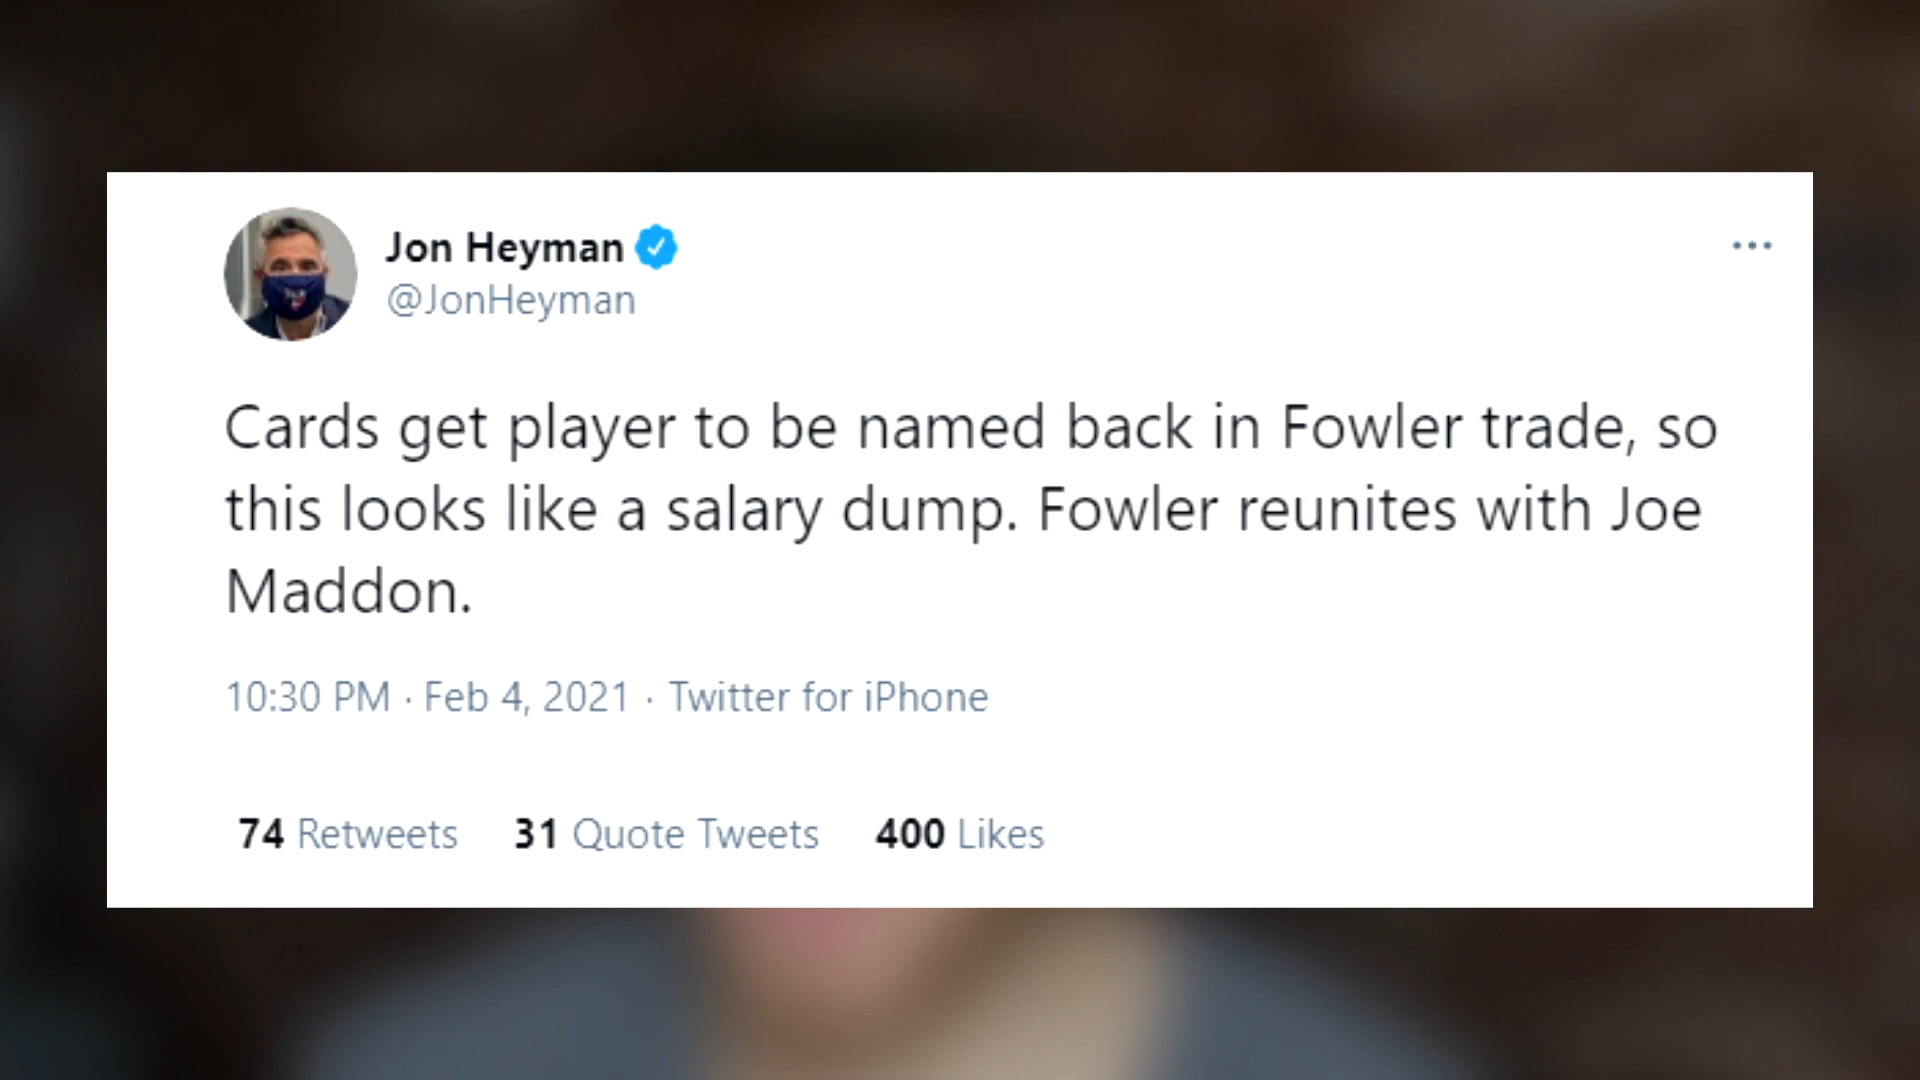 Jon Heyman
@JonHeyman
Cards get player to be named back in Fowler trade, so
this looks like a salary dump. Fowler reunites with Joe
Maddon.
10:30 PM · Feb 4, 2021 · Twitter for iPhone
74 Retweets 31 Quote Tweets 400 Likes